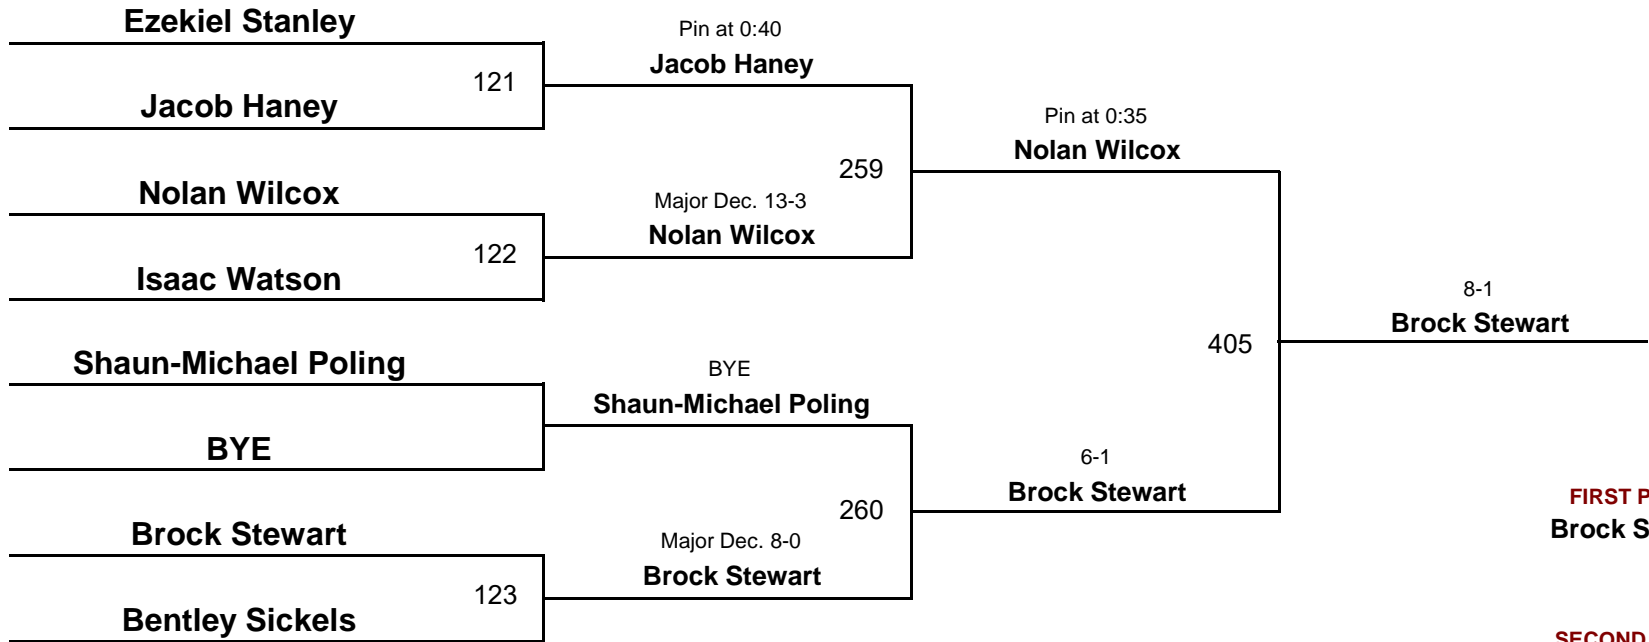 Ezekiel Stanley
121
Jacob Haney
Nolan Wilcox
122
Isaac Watson
Shaun-Michael Poling
BYE
Brock Stewart
123
Bentley Sickels
Pin at 0:40
Jacob Haney
259
Major Dec. 13-3
Nolan Wilcox
BYE
Shaun-Michael Poling
260
Major Dec. 8-0
Brock Stewart
Pin at 0:35
Nolan Wilcox
405
6-1
Brock Stewart
8-1
Brock Stewart
FIRST P
Brock S
SECOND